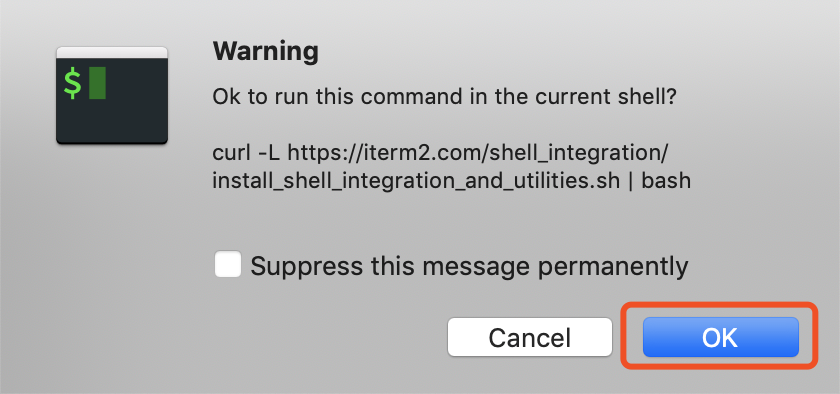 $
Warning
Ok to run this command in the current shell?
curl -L https://iterm2.com/shell_integration/
install_shell_integration_and_utilities.sh | bash
Suppress this message permanently
Cancel
OK